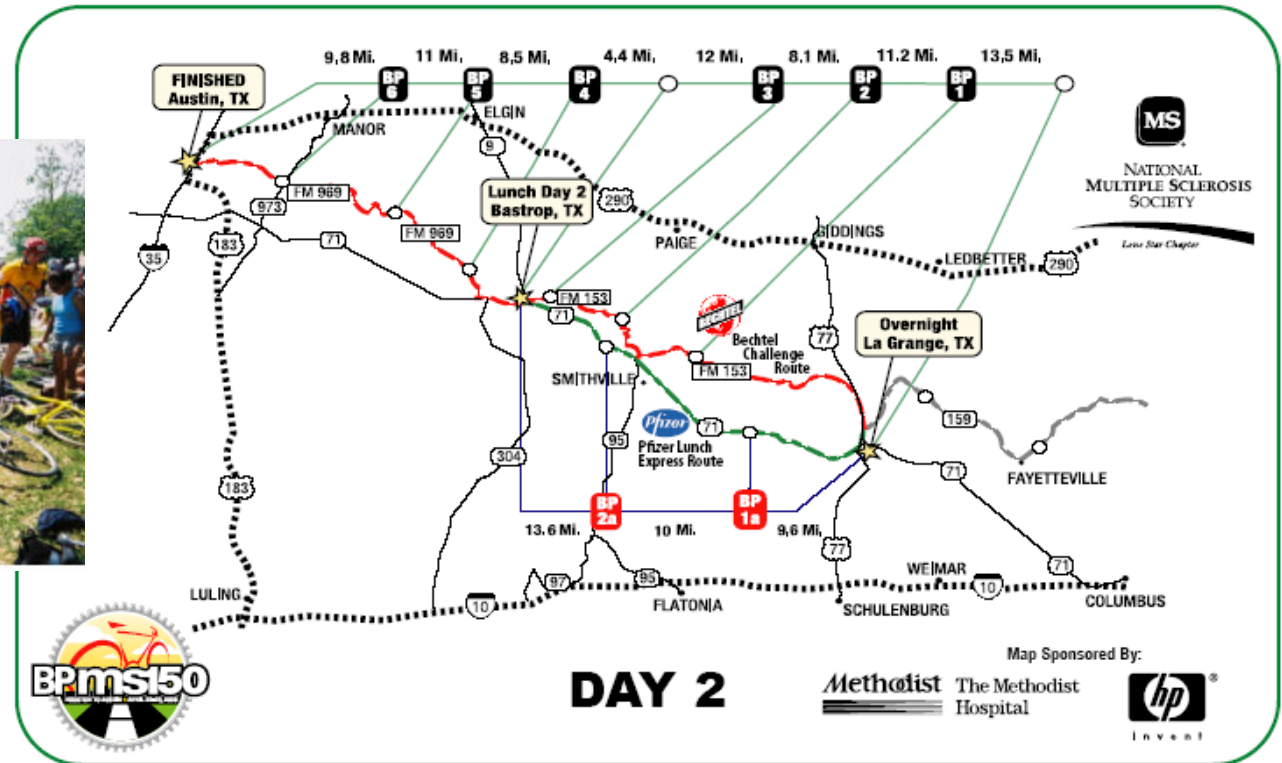 9,8 Mi.
11 Mi,
8,5 Mi,
4,4 Mi,
12 Mi,
8.1 Mi.
11.2 Mi.
13,5 Mi,
BP 6
BP 5
BP 4
BP 3
BP 2
BP 1
FINISHED
Austin, TX
MANOR
ELGIN
9
MS
NATIONAL
MULTIPLE SCLEROSIS
SOCIETY
Lone Star Chapter
Lunch Day 2
Bastrop, TX
FM 969
973
FM 969
290
PAIGE
GIDDINGS
LEDBETTER
290
35
183
71
FM 153
71
BECHTEL
Bechtel
Challenge
Route
77
Overnight
La Grange, TX
SMITHVILLE
FM 153
Pfizer
71
Pfizer Lunch
Express Route
159
95
304
71
FAYETTEVILLE
183
BP
2a
BP
1a
13.6 Mi.
10 Mi.
9,6 Mi,
77
71
LULING
10
97
95
FLATONIA
WEIMAR
10
SCHULENBURG
COLUMBUS
BP ms150
DAY 2
Map Sponsored By:
Methodist
The Methodist
Hospital
hp
®
invent